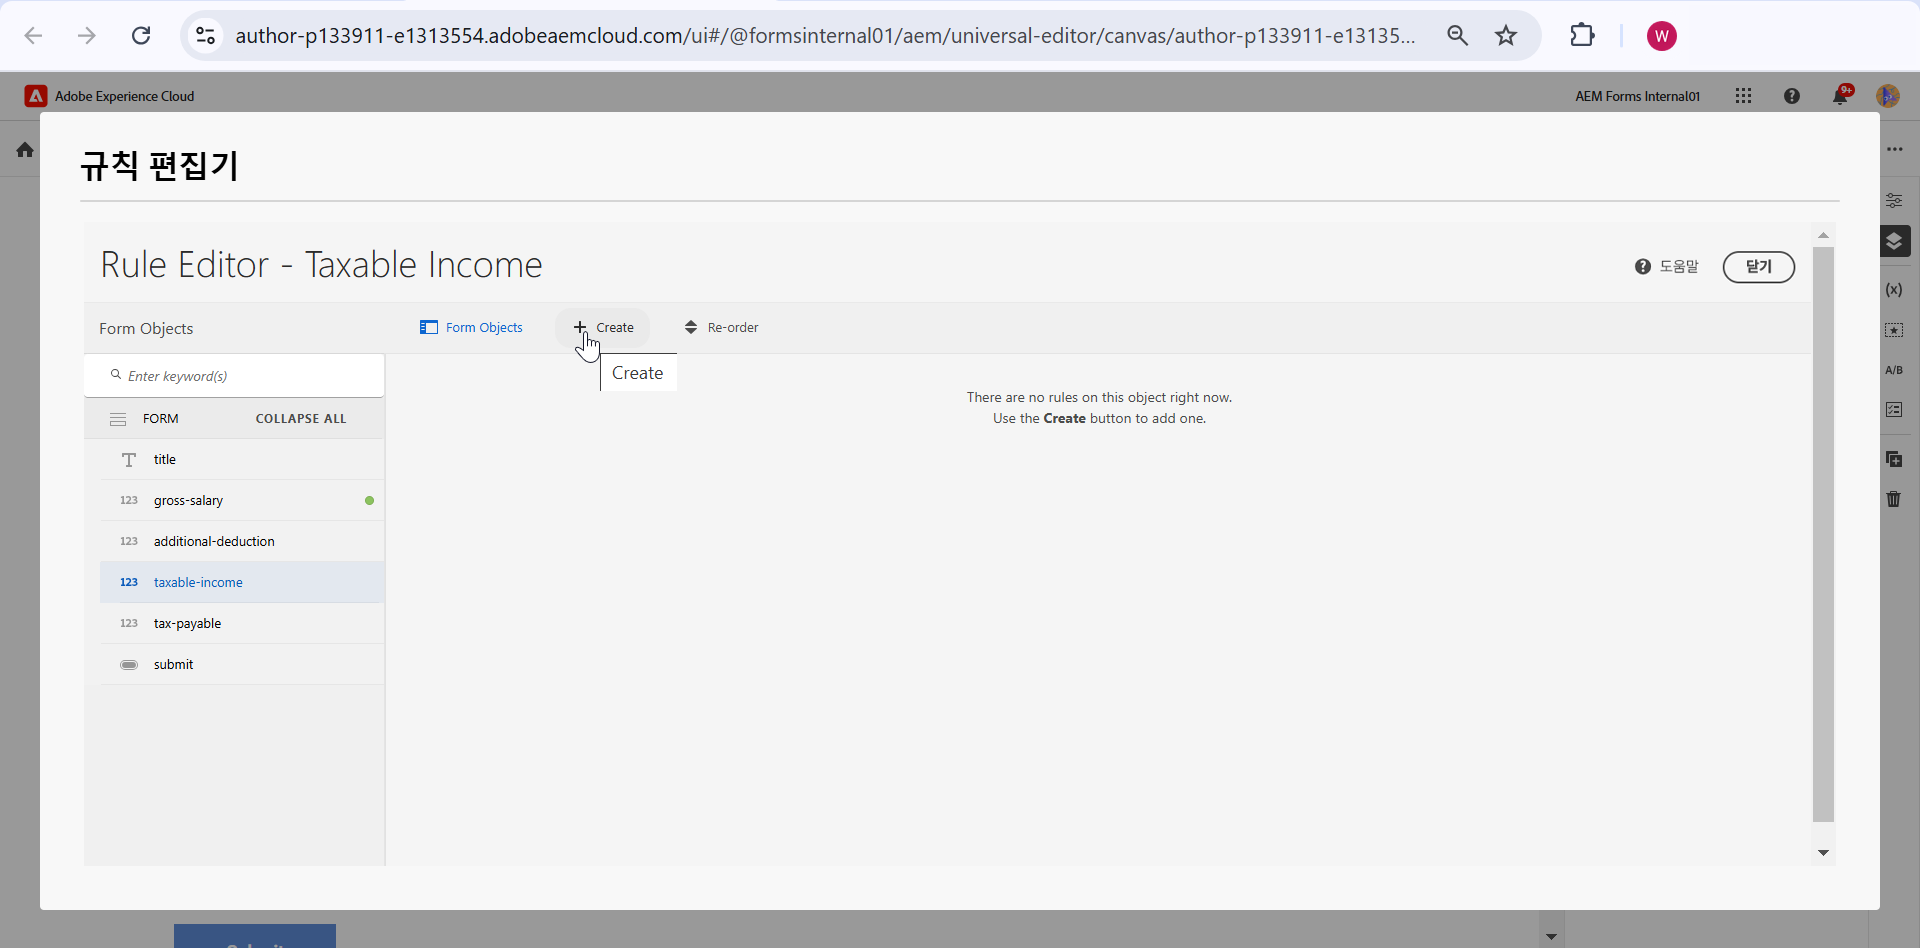 author-p133911-e1313554.adobeaemcloud.com/ui#/@formsinternal01/aem/universal-editor/canvas/author-p133911-e13135...
W
Adobe Experience Cloud
AEM Forms Internal01
9+
규칙 편집기
Rule Editor - Taxable Income
도움말
닫기
Form Objects
Form Objects
Create
Re-order
Create
Enter keyword(s)
FORM
COLLAPSE ALL
There are no rules on this object right now.
Use the Create button to add one.
title
123 gross-salary
123 additional-deduction
123 taxable-income
123 tax-payable
submit
(x)
A/B